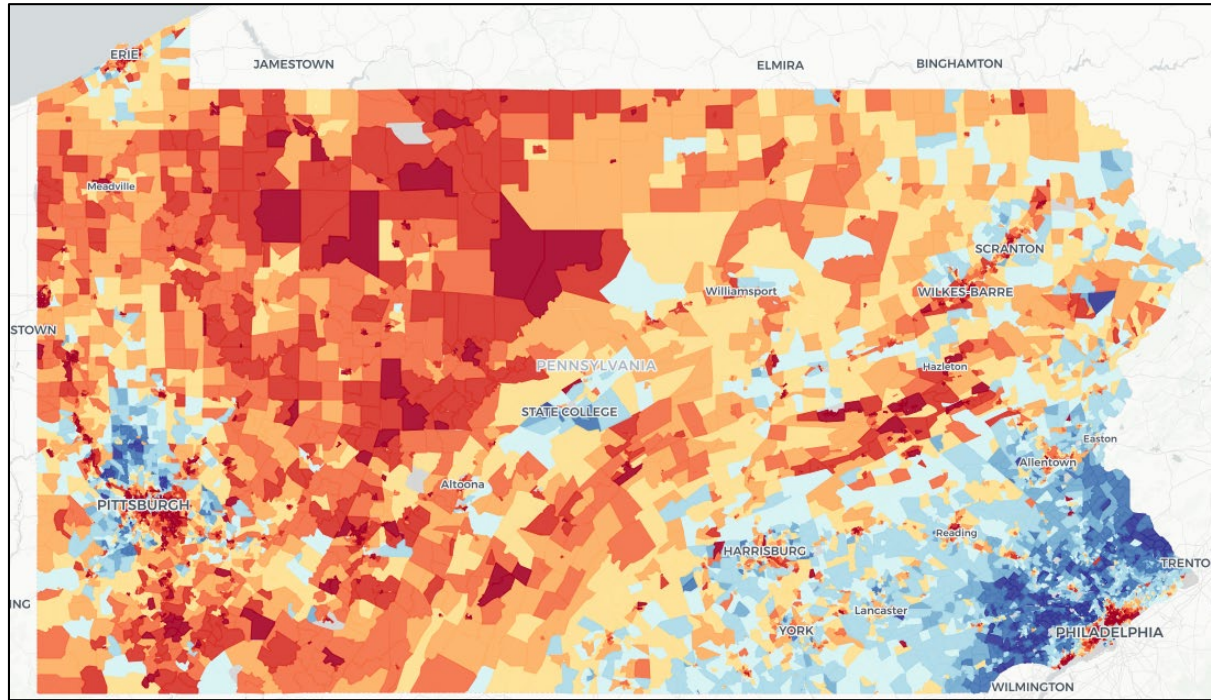 ERIE
JAMESTOWN
ELMIRA
BINGHAMTON
Meadville
SCRANTON
Williamsport
WILKES-BARRE
STOWN
PENNSYLVANIA
Hazleton
STATE COLLEGE
Easton
Allentown
Altoona
PITTSBURGH
Reading
HARRISBURG
TRENTO
ING
Lancaster
YORK
PHILADELPHIA
WILMINGTON